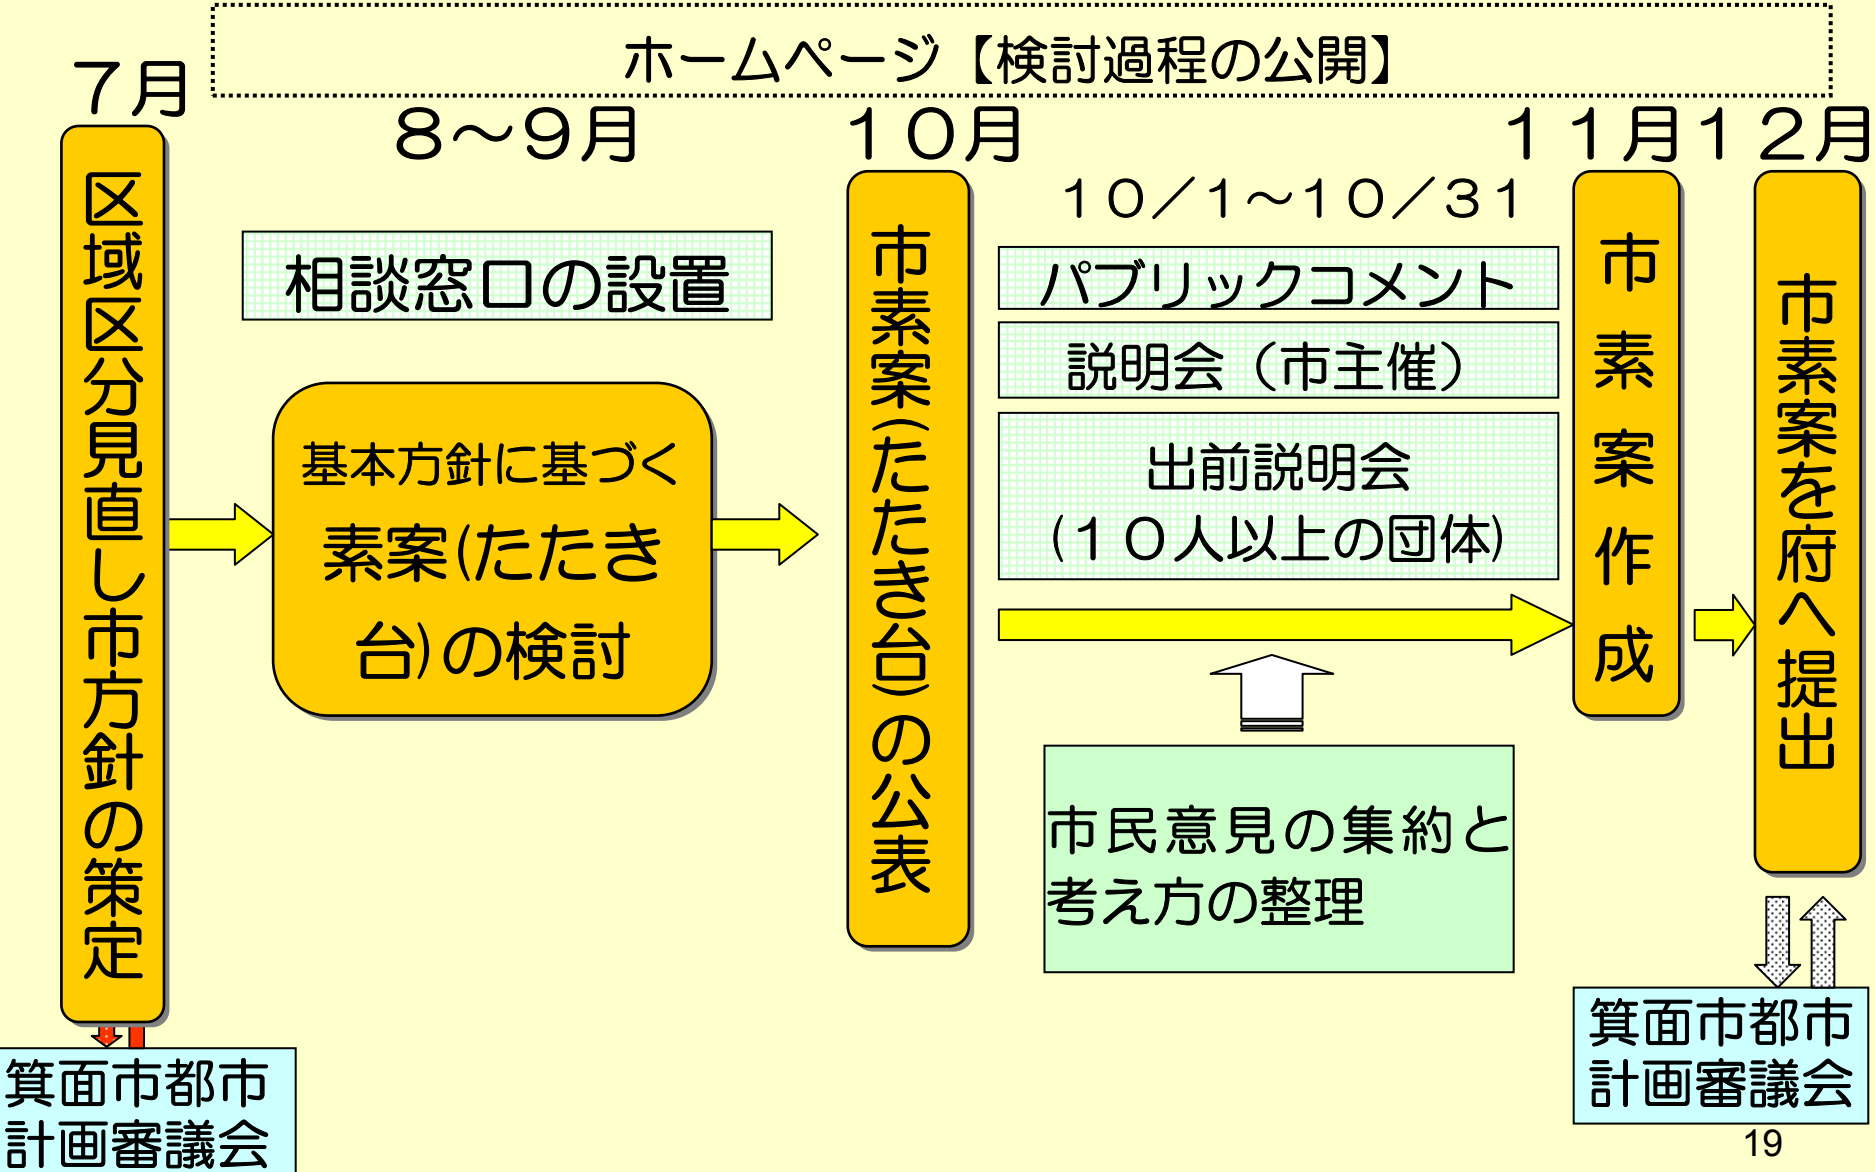 ホームページ【検討過程の公開】
7月
8〜9月
10月
11月
12月
区域区分見直し市方針の策定
相談窓口の設置
基本方針に基づく
素案(たたき
台)の検討
市素案(たたき台)の公表
10/1〜10/31
パブリックコメント
説明会(市主催)
出前説明会
(10人以上の団体)
市民意見の集約と
考え方の整理
市素案作成
市素案を府へ提出
箕面市都市
計画審議会
箕面市都市
計画審議会
19